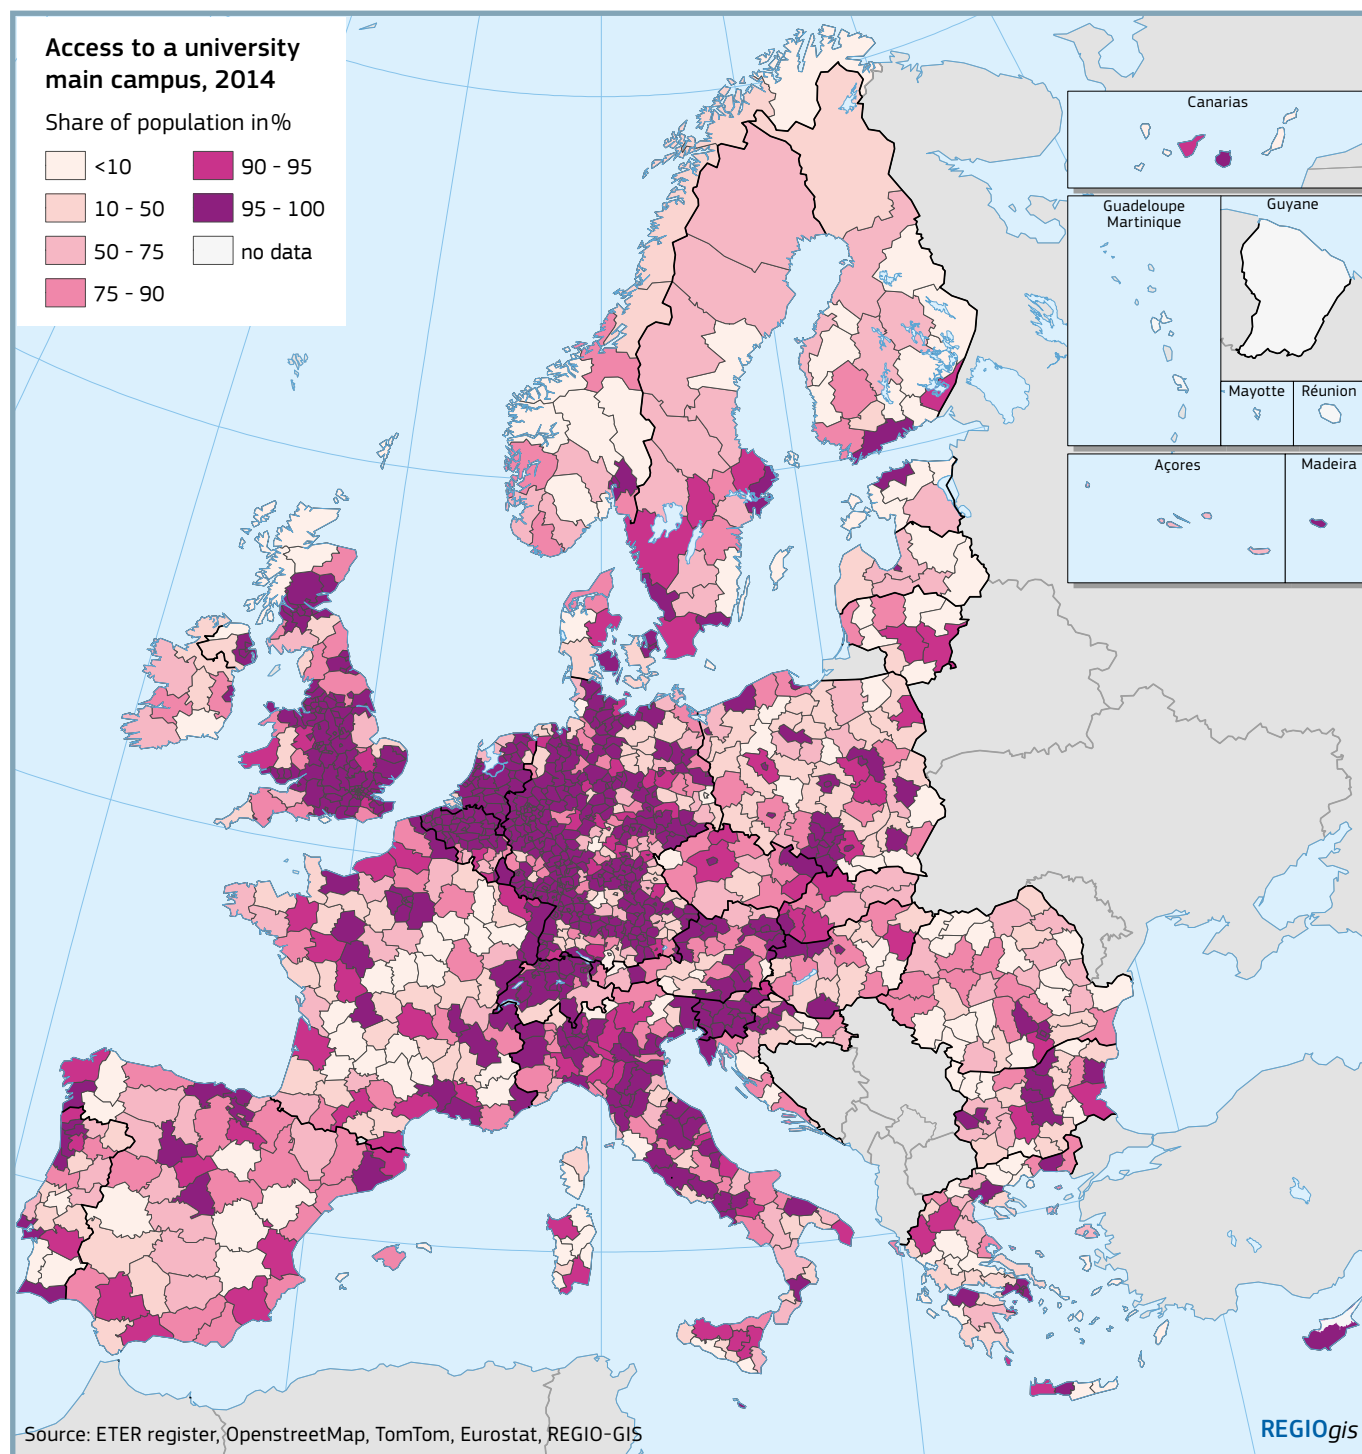 Access to a university
main campus, 2014
Share of population in%
<10
10 - 50
50 - 75
75 - 90
90 - 95
95 - 100
no data
Canarias
Guadeloupe
Martinique
Guyane
Mayotte
Réunion
Açores
Madeira
Source: ETER register, OpenstreetMap, TomTom, Eurostat, REGIO-GIS
REGIOgis